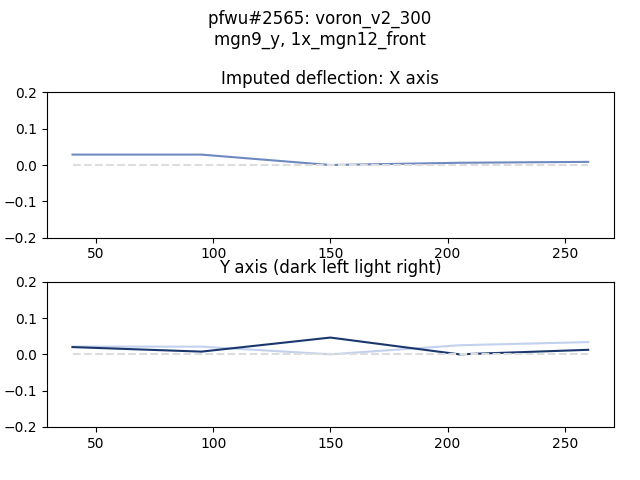 pfwu#2565: voron_v2_300
mgn9_y, 1x_mgn12_front
Imputed deflection: X axis
0.2
0.1
0.0
−0.1
−0.2
50 100 150 200 250
Y axis (dark left light right)
0.2
0.1
0.0
−0.1
−0.2
50 100 150 200 250